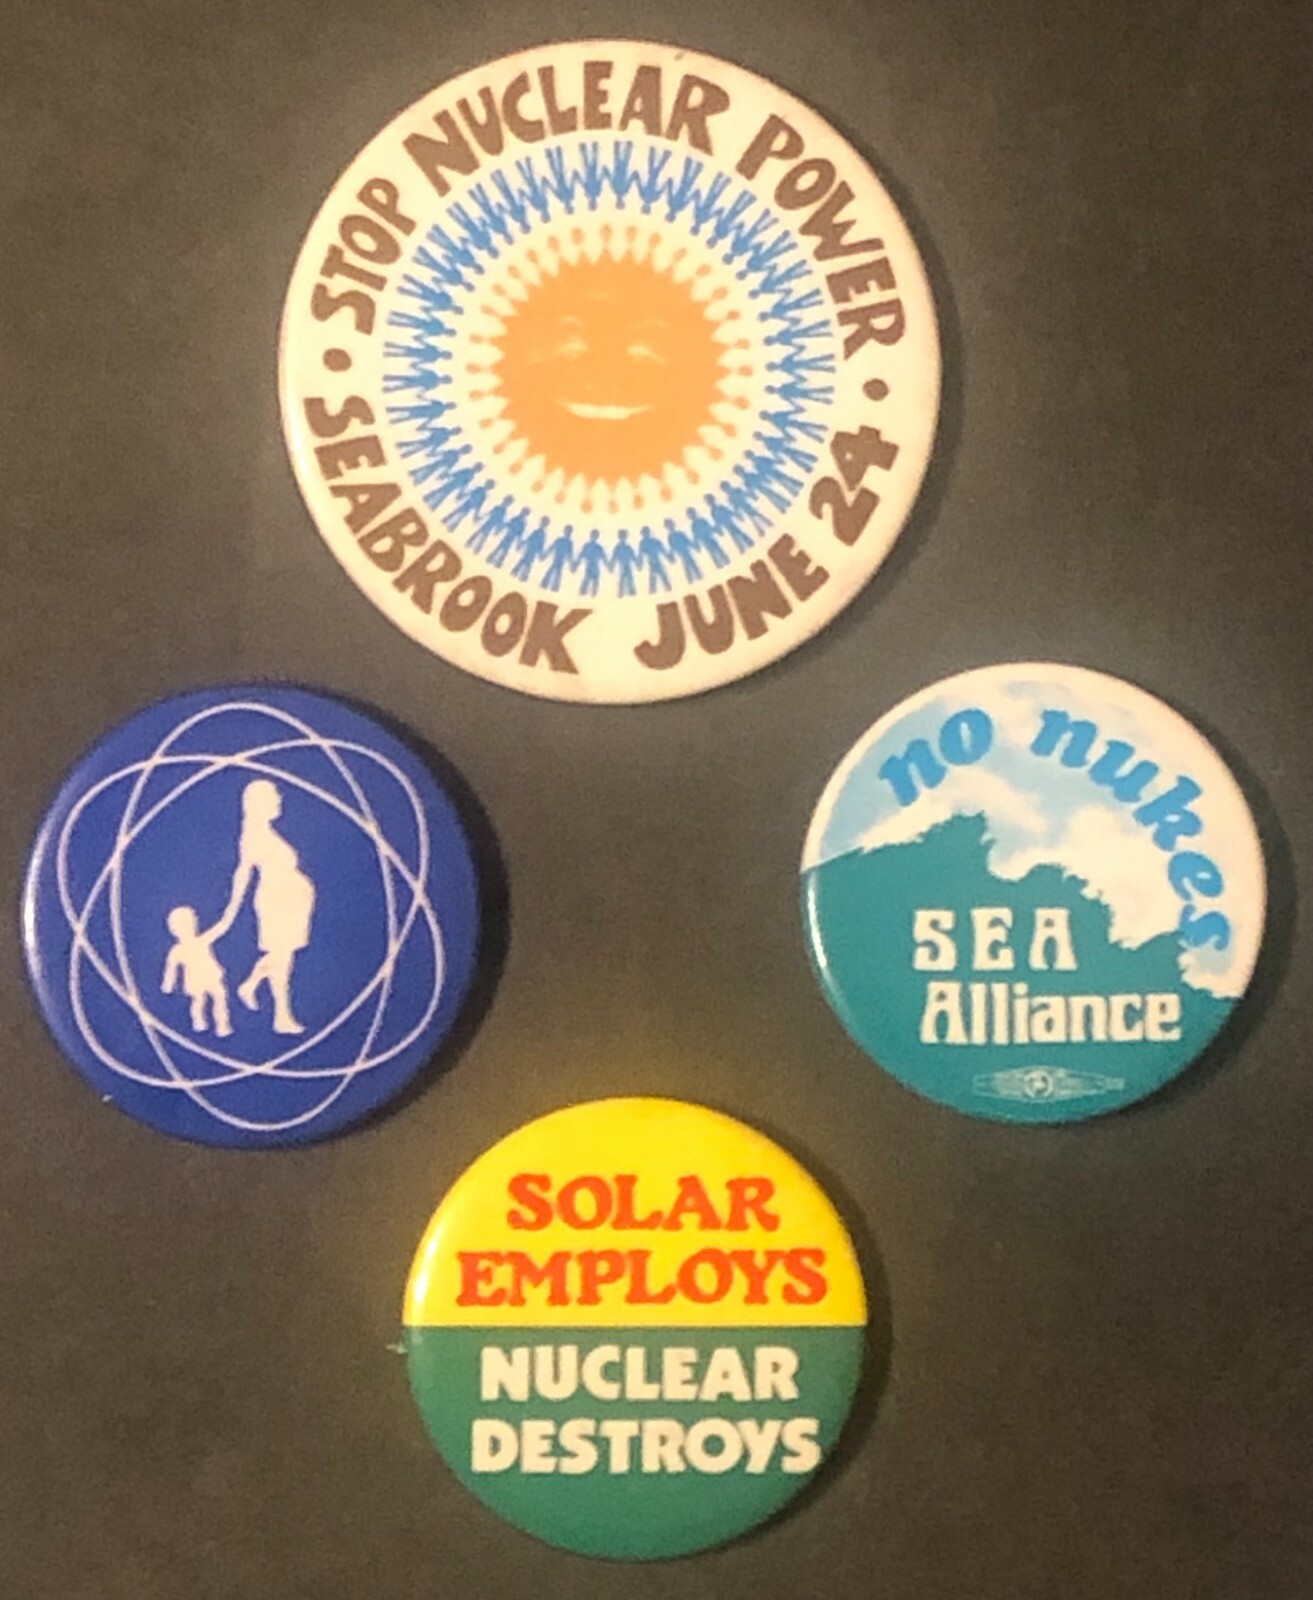 STOP NUCLEAR POWER
• SEABROOK JUNE 24 •
no nukes
SEA
Alliance
SOLAR
EMPLOYS
NUCLEAR
DESTROYS